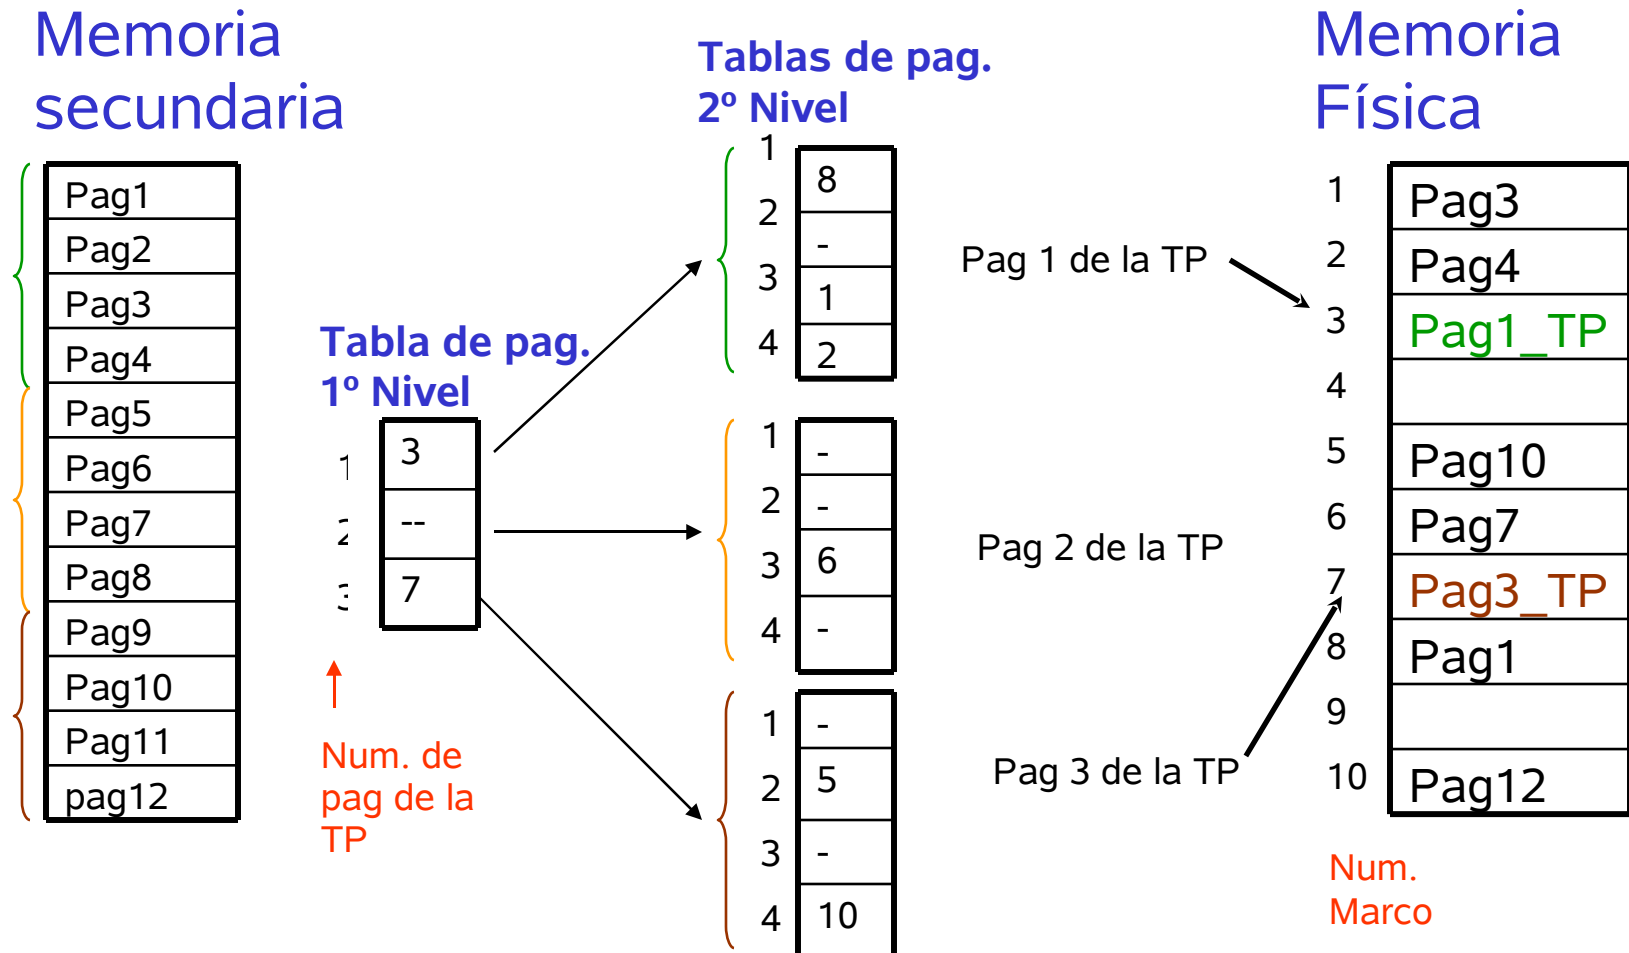 Memoria
secundaria
Pag1
Pag2
Pag3
Pag4
Pag5
Pag6
Pag7
Pag8
Pag9
Pag10
Pag11
pag12
Tabla de pag.
1º Nivel
1 3
2 --
3 7
Num. de
pag de la
TP
Tablas de pag.
2º Nivel
1 8
2 -
3 1
4 2
1 -
2 -
3 6
4 -
1 -
2 5
3 -
4 10
Pag 1 de la TP
Pag 2 de la TP
Pag 3 de la TP
Memoria
Física
1 Pag3
2 Pag4
3 Pag1_TP
4
5 Pag10
6 Pag7
7 Pag3_TP
8 Pag1
9
10 Pag12
Num.
Marco